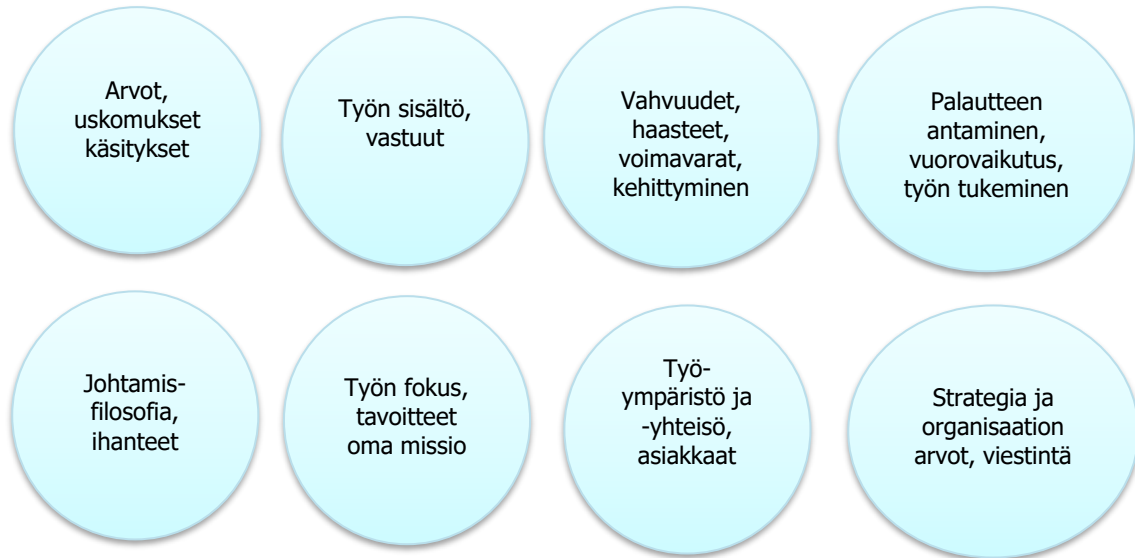 Arvot,
uskomukset
käsitykset
Työn sisältö,
vastuut
Vahvuudet,
haasteet,
voimavarat,
kehittyminen
Palautteen
antaminen,
vuorovaikutus,
työn tukeminen
Johtamis-
filosofia,
ihanteet
Työn fokus,
tavoitteet
oma missio
Työ-
ympäristö ja
-yhteisö,
asiakkaat
Strategia ja
organisaation
arvot, viestintä